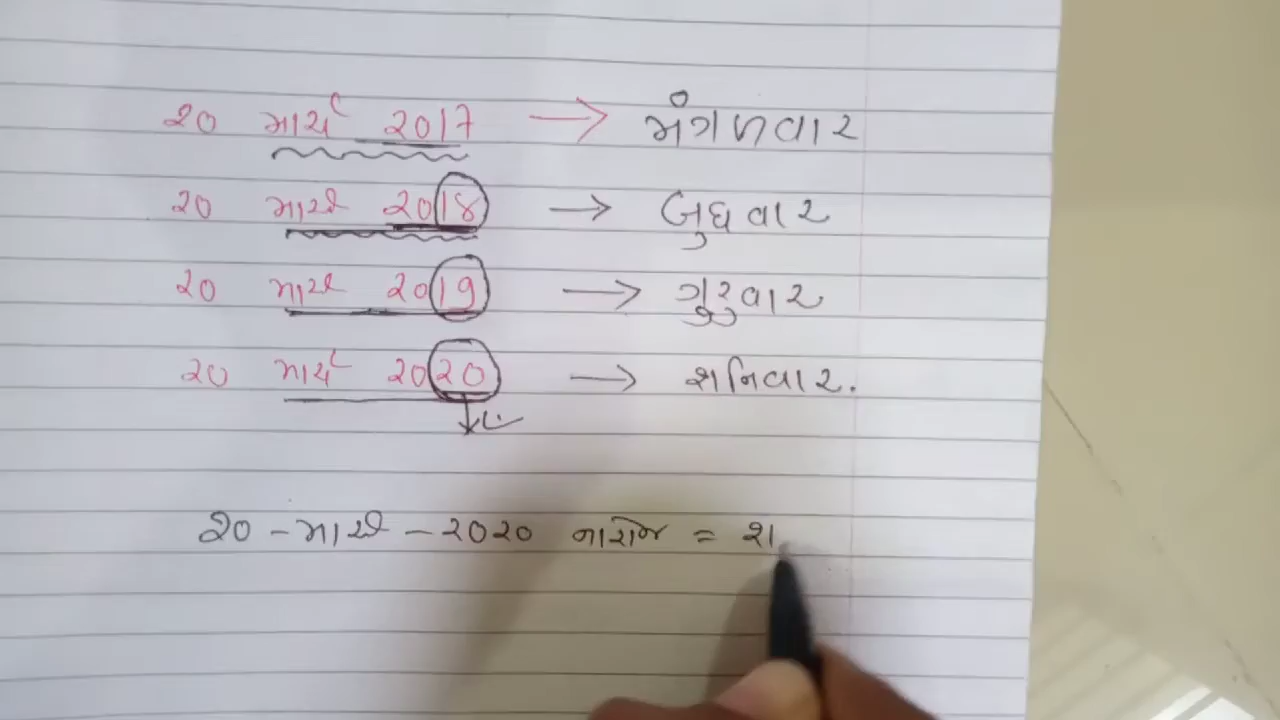 20 માર્ચ 2017 → મંગળવાર
20 માર્ચ 2018 → બુધવાર
20 માર્ચ 2019 → ગુરુવાર
20 માર્ચ 2020 → શનિવાર.
20 - માર્ચ - 2020 નારોજ = શ